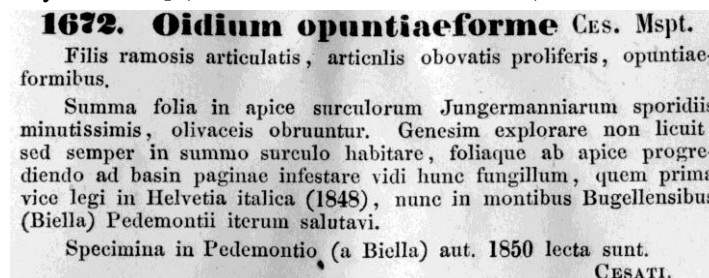 1672. Oidium opuntiaeforme CES. Mspt.
Filis ramosis articulatis, articnlis obovatis proliferis, opuntiae-
formibus.
Summa folia in apice surculorum Jungermanniarum sporidiis
minutissimis, olivaceis obruuntur. Genesim explorare non licuit
sed semper in summo surculo habitare, foliaque ab apice progre-
diendo ad basin paginae infestare vidi hunc fungillum, quem prima
vice legi in Helvetia italica (1848), nunc in montibus Bugellensibus
(Biella) Pedemontii iterum salutavi.
Specimina in Pedemontio (a Biella) aut. 1850 lecta sunt.
CESATI.